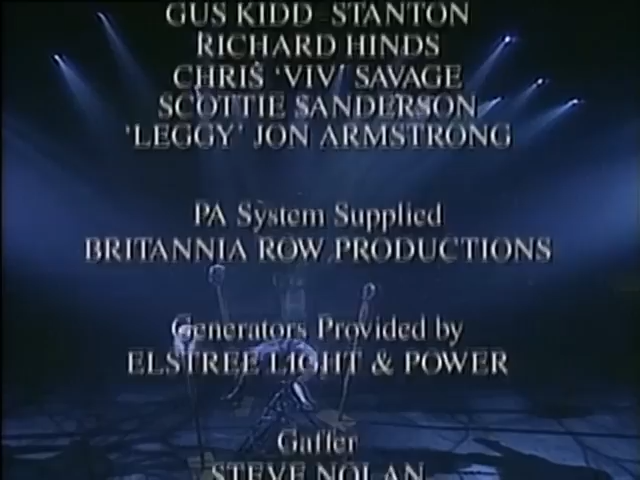 GUS KIDD-STANTON
RICHARD HINDS
CHRIS 'VIV' SAVAGE
SCOTTIE SANDERSON
'LEGGY' JON ARMSTRONG
PA System Supplied
BRITANNIA ROW PRODUCTIONS
Generators Provided by
ELSTREE LIGHT & POWER
Gaffer
STEVE NOLAN